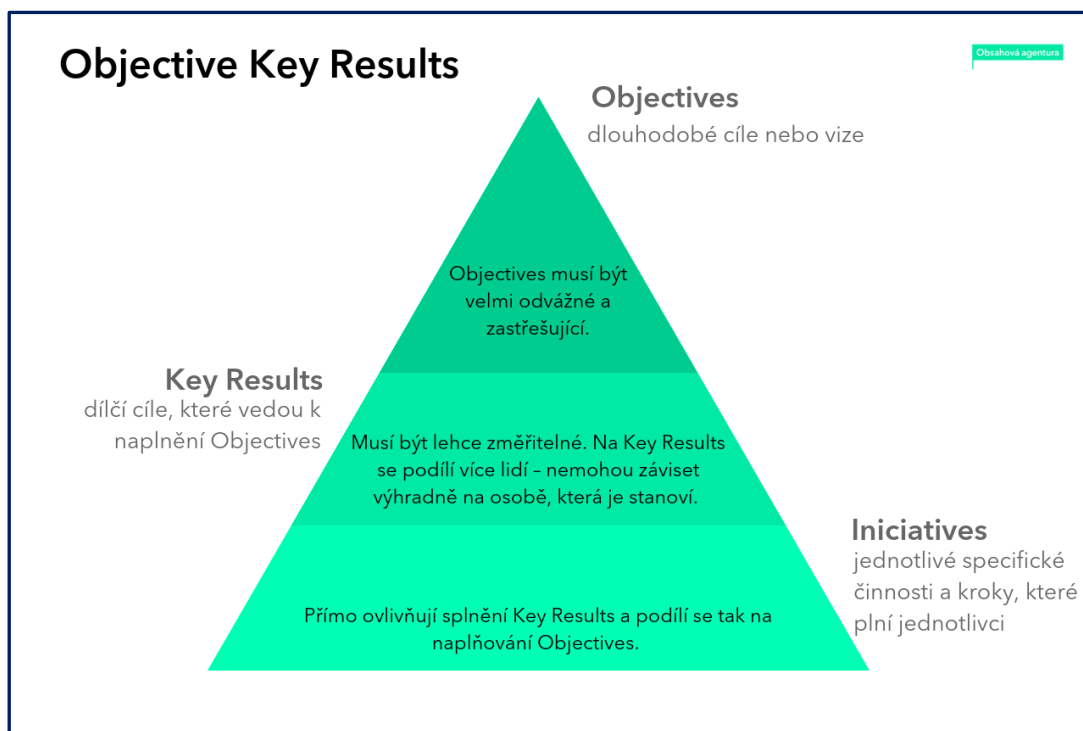 Objective Key Results
Obsahová agentura
Objectives
dlouhodobé cíle nebo vize
Objectives musí být
velmi odvážné a
zastřešující.
Key Results
dílčí cíle, které vedou k
naplnění Objectives
Musí být lehce změřitelné. Na Key Results
se podílí více lidí – nemohou záviset
výhradně na osobě, která je stanoví.
Iniciatives
jednotlivé specifické
činnosti a kroky, které
plní jednotlivci
Přímo ovlivňují splnění Key Results a podílí se tak na
naplňování Objectives.